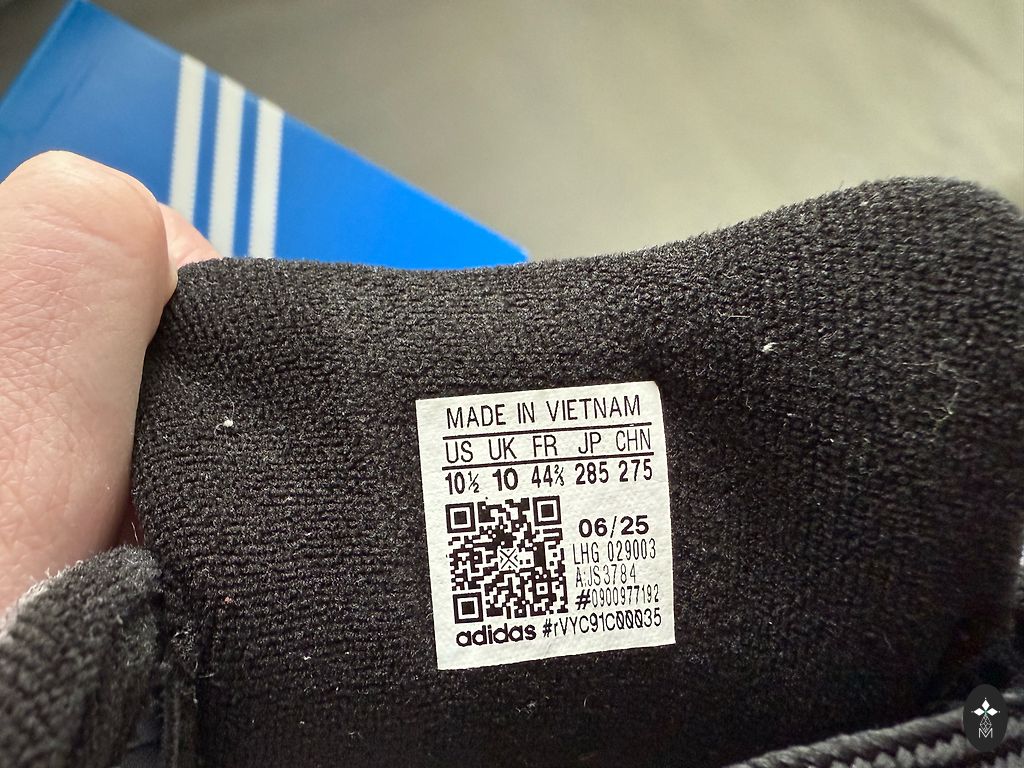 MADE IN VIETNAM
US UK FR JP CHN
10½ 10 44⅔ 285 275
06/25
LHG 029003
A:JS3784
#0900977192
adidas #rVYC91C00035
M